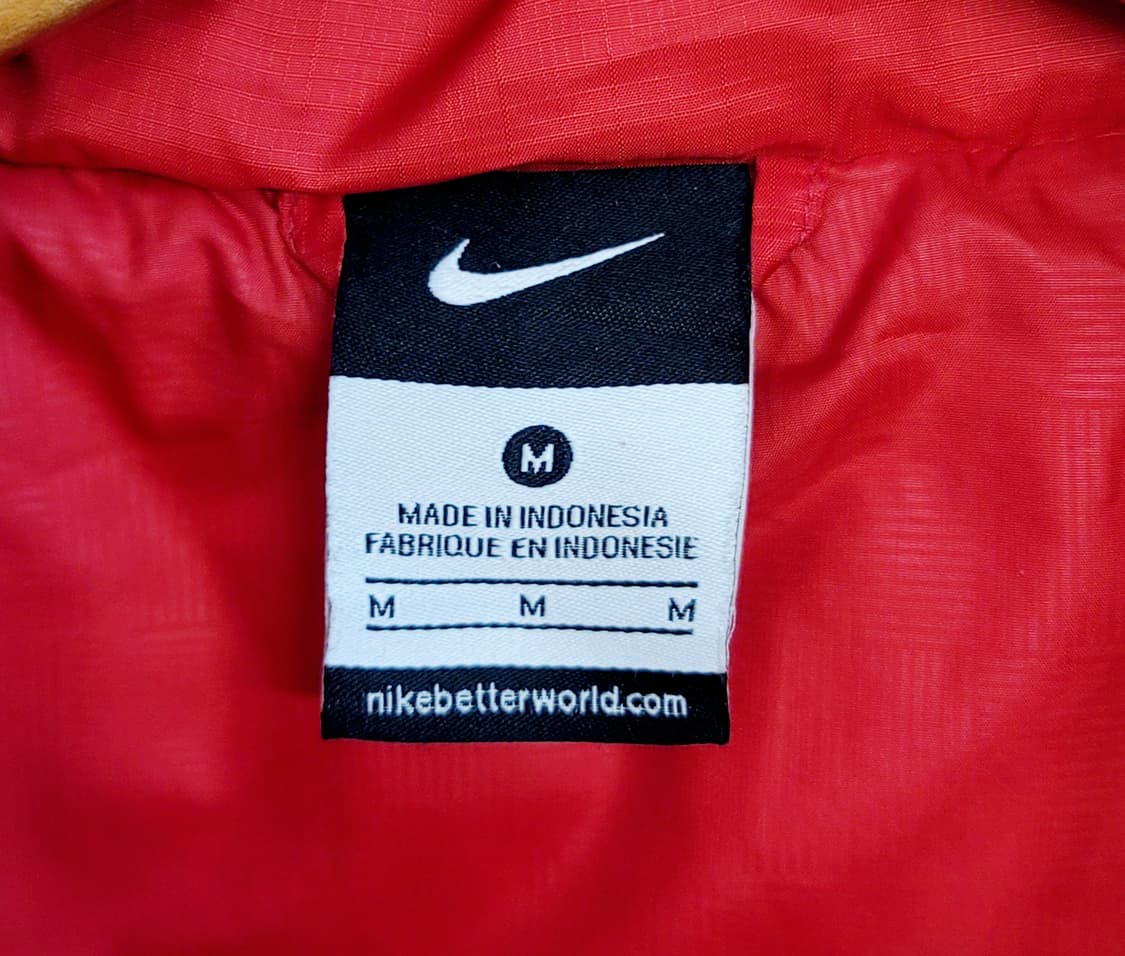 M
MADE IN INDONESIA
FABRIQUE EN INDONESIE
M M M
nikebetterworld.com